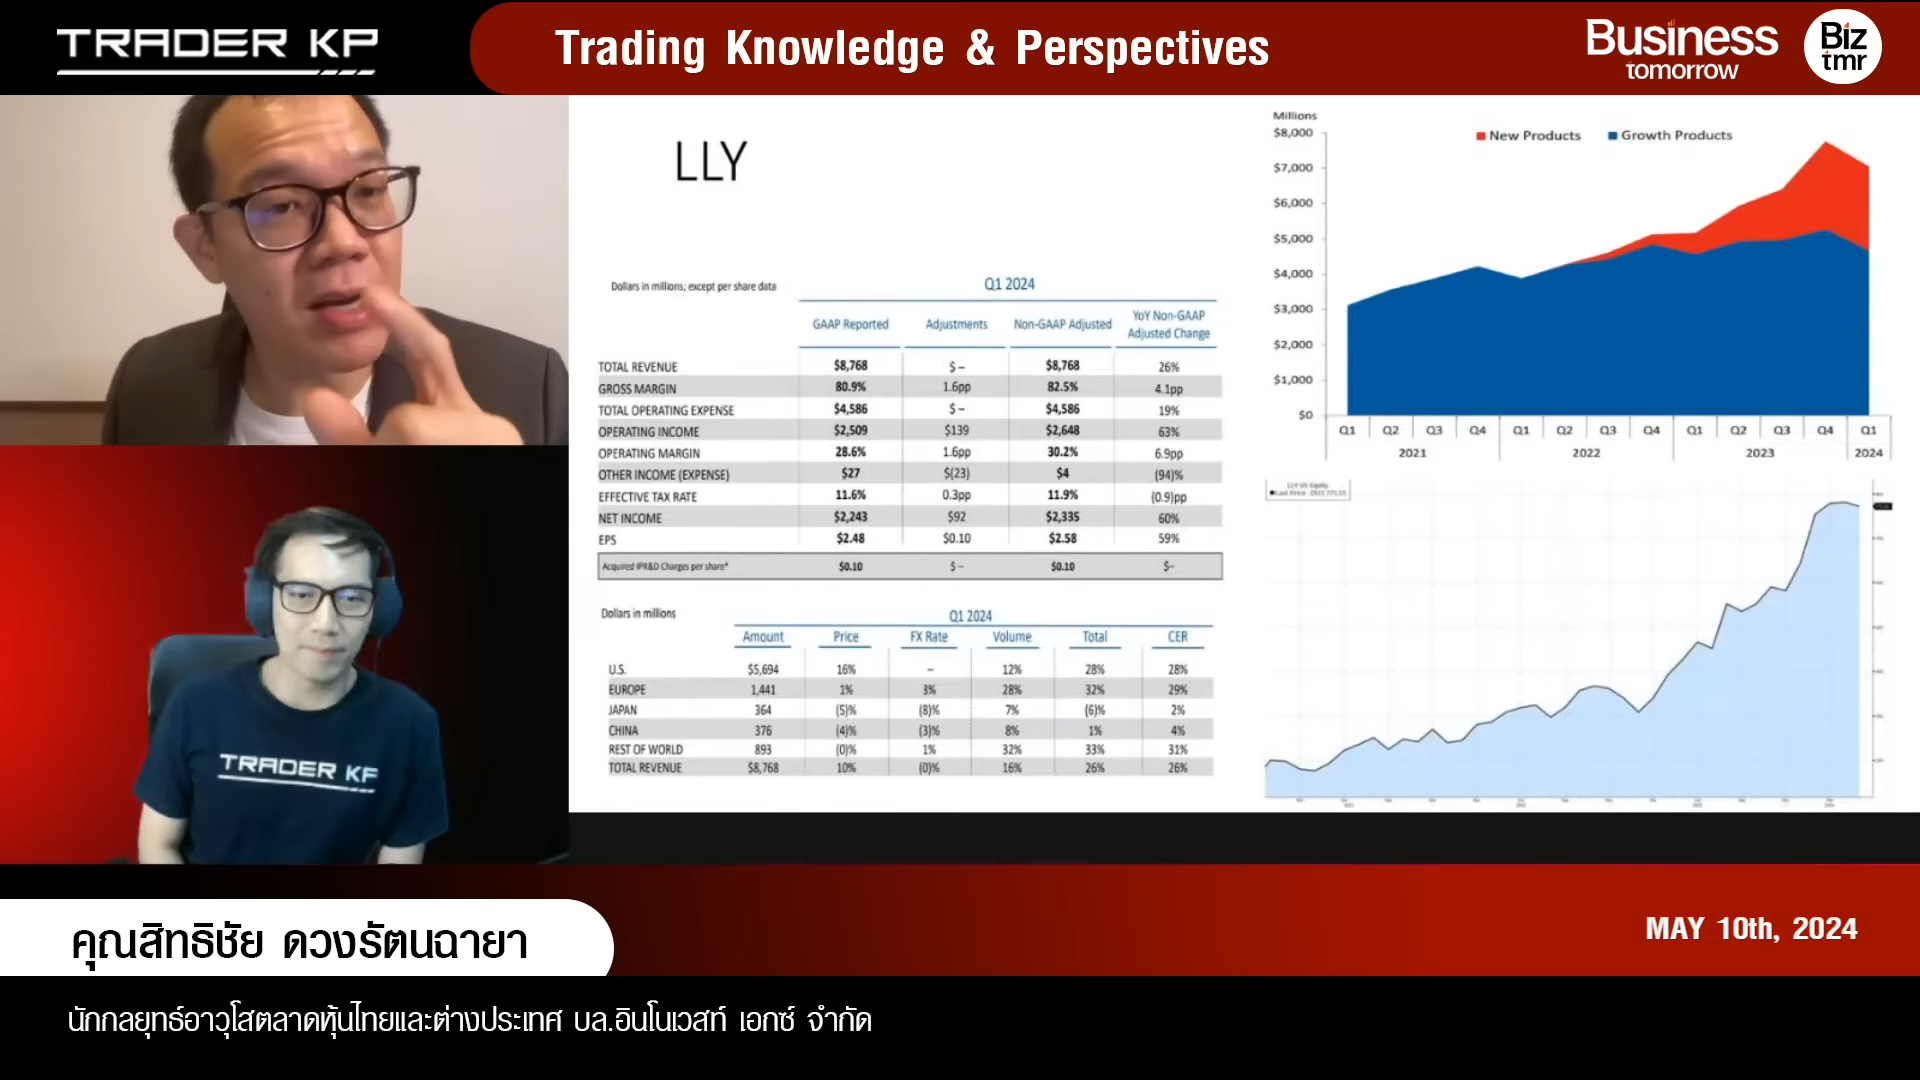 TRADER KP
Trading Knowledge & Perspectives
Business
tomorrow
Biz
tmr
LLY
Dollars in millions; except per share data
Q1 2024
GAAP Reported Adjustments Non-GAAP Adjusted YoY Non-GAAP Adjusted Change
TOTAL REVENUE $8,768 $ – $8,768 26%
GROSS MARGIN 80.9% 1.6pp 82.5% 4.1pp
TOTAL OPERATING EXPENSE $4,586 $ – $4,586 19%
OPERATING INCOME $2,509 $139 $2,648 63%
OPERATING MARGIN 28.6% 1.6pp 30.2% 6.9pp
OTHER INCOME (EXPENSE) $27 $(23) $4 (94)%
EFFECTIVE TAX RATE 11.6% 0.3pp 11.9% (0.9)pp
NET INCOME $2,243 $92 $2,335 60%
EPS $2.48 $0.10 $2.58 59%
Acquired IPR&D Charges per share* $0.10 $ – $0.10 $–
Dollars in millions
Q1 2024
Amount Price FX Rate Volume Total CER
U.S. $5,694 16% – 12% 28% 28%
EUROPE 1,441 1% 3% 28% 32% 29%
JAPAN 364 (5)% (8)% 7% (6)% 2%
CHINA 376 (4)% (3)% 8% 1% 4%
REST OF WORLD 893 (0)% 1% 32% 33% 31%
TOTAL REVENUE $8,768 10% (0)% 16% 26% 26%
Millions
New Products Growth Products
$8,000
$7,000
$6,000
$5,000
$4,000
$3,000
$2,000
$1,000
$0
Q1 Q2 Q3 Q4 Q1 Q2 Q3 Q4 Q1 Q2 Q3 Q4 Q1
2021 2022 2023 2024
LLY US Equity
TRADER KP
คุณสิทธิชัย ดวงรัตนฉายา
MAY 10th, 2024
นักกลยุทธ์อาวุโสตลาดหุ้นไทยและต่างประเทศ บล.อินโนเวสท์ เอกซ์ จำกัด